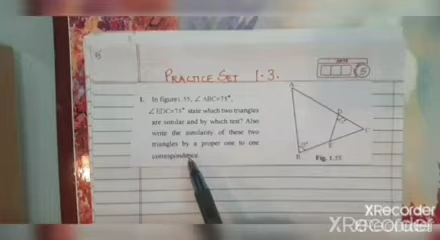 PRACTICE SET 1.3.
DATE
1. In figure 1.55, ∠ABC=75°,
∠EDC=75° state which two triangles
are similar and by which test? Also
write the similarity of these two
triangles by a proper one to one
correspondence.
B
Fig. 1.55
XRecorder
XRecorder